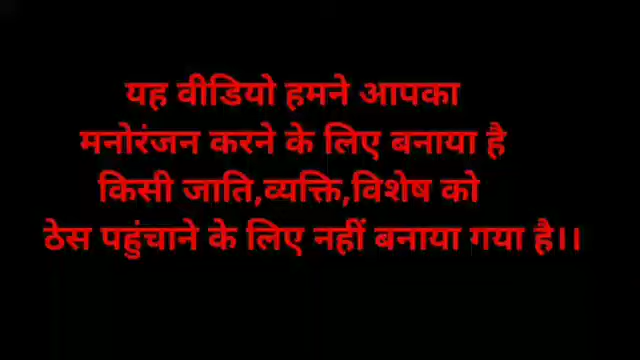 यह वीडियो हमने आपका
मनोरंजन करने के लिए बनाया है
किसी जाति,व्यक्ति,विशेष को
ठेस पहुंचाने के लिए नहीं बनाया गया है।।